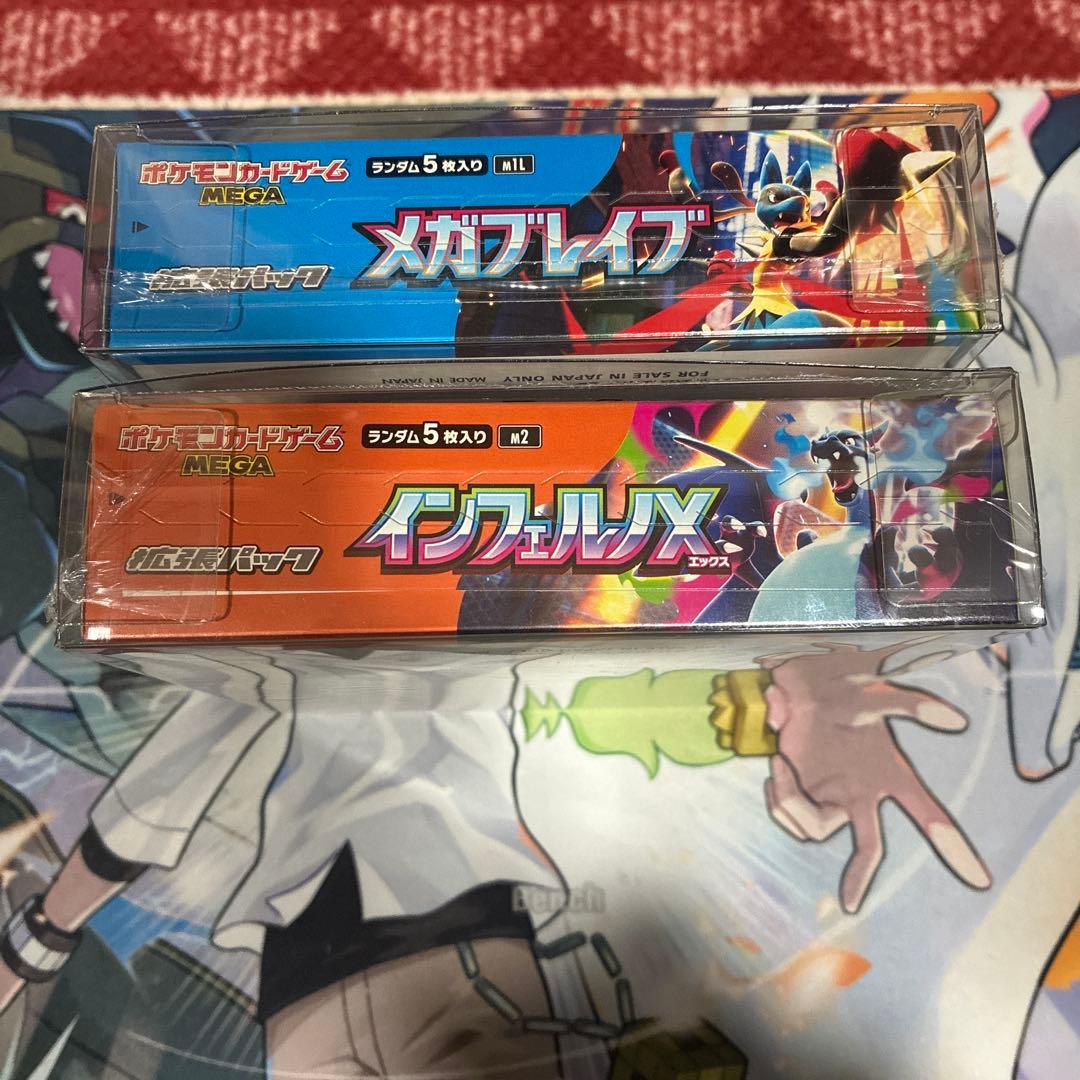 ポケモンカードゲーム
MEGA
ランダム5枚入り M1L
メガブレイブ
拡張パック
MADE IN JAPAN FOR SALE IN JAPAN ONLY
ポケモンカードゲーム
MEGA
ランダム5枚入り M2
インフェルノX
エックス
拡張パック
Bench